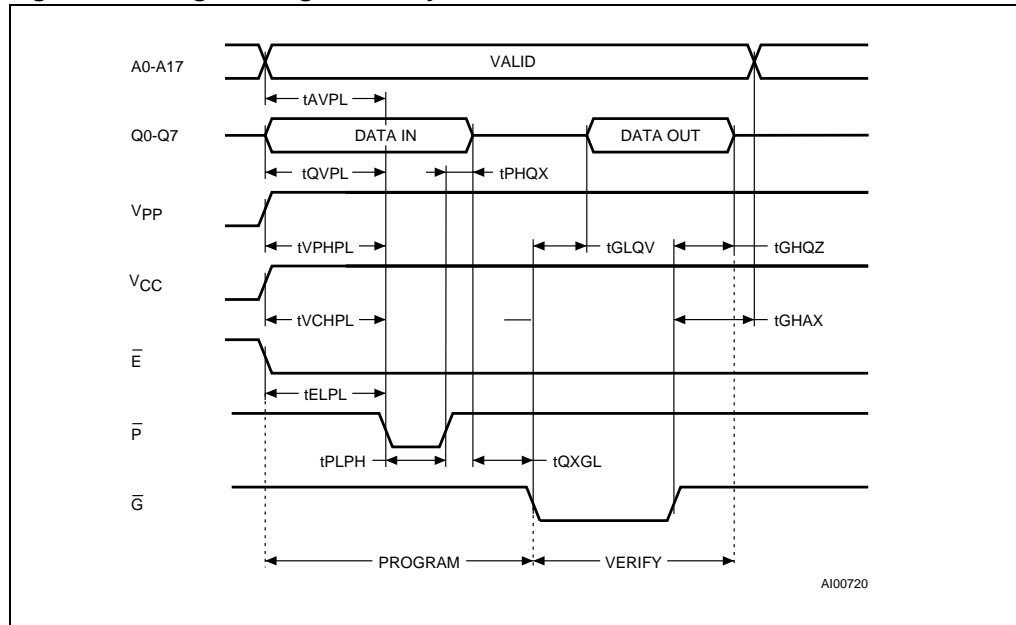 A0-A17
VALID
tAVPL
Q0-Q7
DATA IN
DATA OUT
tQVPL
tPHQX
VPP
tVPHPL
tGLQV
tGHQZ
VCC
tVCHPL
tGHAX
E̅
tELPL
P̅
tPLPH
tQXGL
G̅
PROGRAM
VERIFY
AI00720